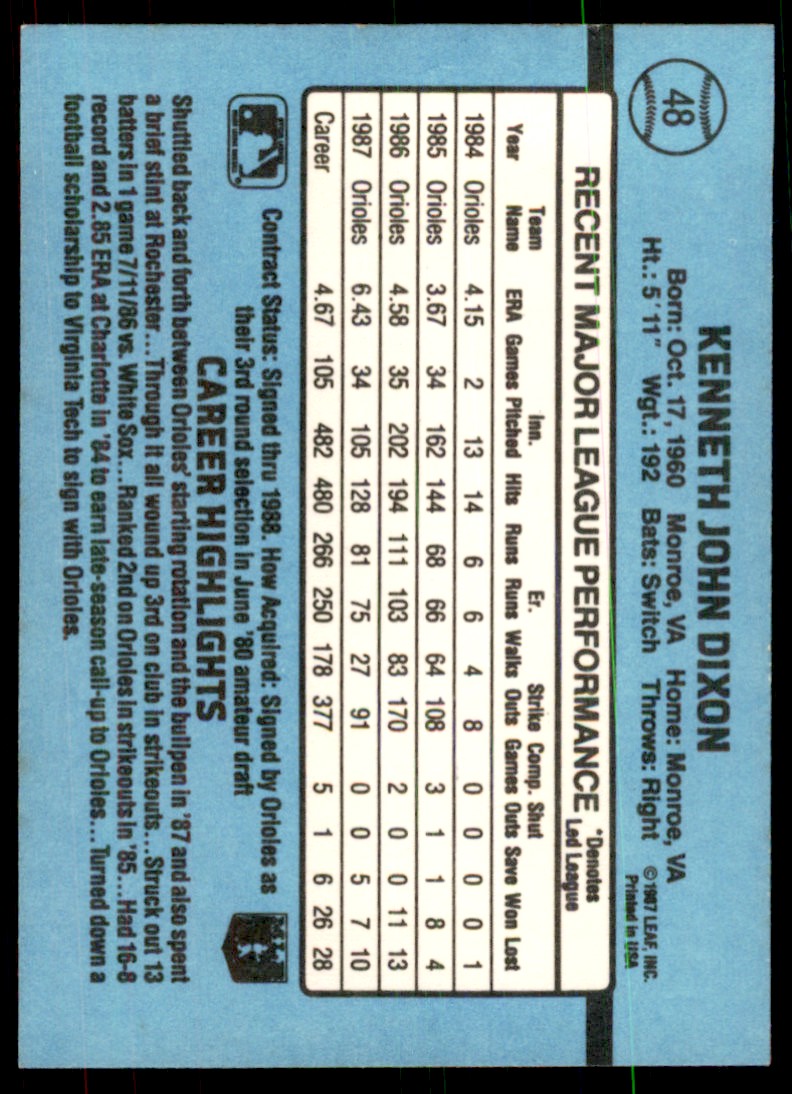 48
KENNETH JOHN DIXON
Born: Oct. 17, 1960 Monroe, VA Home: Monroe, VA
Ht.: 5'11" Wgt.: 192 Bats: Switch Throws: Right
©1987 LEAF, INC.
Printed in USA
RECENT MAJOR LEAGUE PERFORMANCE *Denotes Led League
Team Inn. Er. Strike Comp. Shut
Year Name ERA Games Pitched Hits Runs Runs Walks Outs Games Outs Save Won Lost
1984 Orioles 4.15 2 13 14 6 6 4 8 0 0 0 0 1
1985 Orioles 3.67 34 162 144 68 66 64 108 3 1 1 8 4
1986 Orioles 4.58 35 202 194 111 103 83 170 2 0 0 11 13
1987 Orioles 6.43 34 105 128 81 75 27 91 0 0 5 7 10
Career 4.67 105 482 480 266 250 178 377 5 1 6 26 28
Contract Status: Signed thru 1988. How Acquired: Signed by Orioles as
their 3rd round selection in June '80 amateur draft
CAREER HIGHLIGHTS
Shuttled back and forth between Orioles' starting rotation and the bullpen in '87 and also spent
a brief stint at Rochester...Through it all wound up 3rd on club in strikeouts...Struck out 13
batters in 1 game 7/11/86 vs. White Sox...Ranked 2nd on Orioles in strikeouts in '85...Had 16-8
record and 2.85 ERA at Charlotte in '84 to earn late-season call-up to Orioles...Turned down a
football scholarship to Virginia Tech to sign with Orioles.